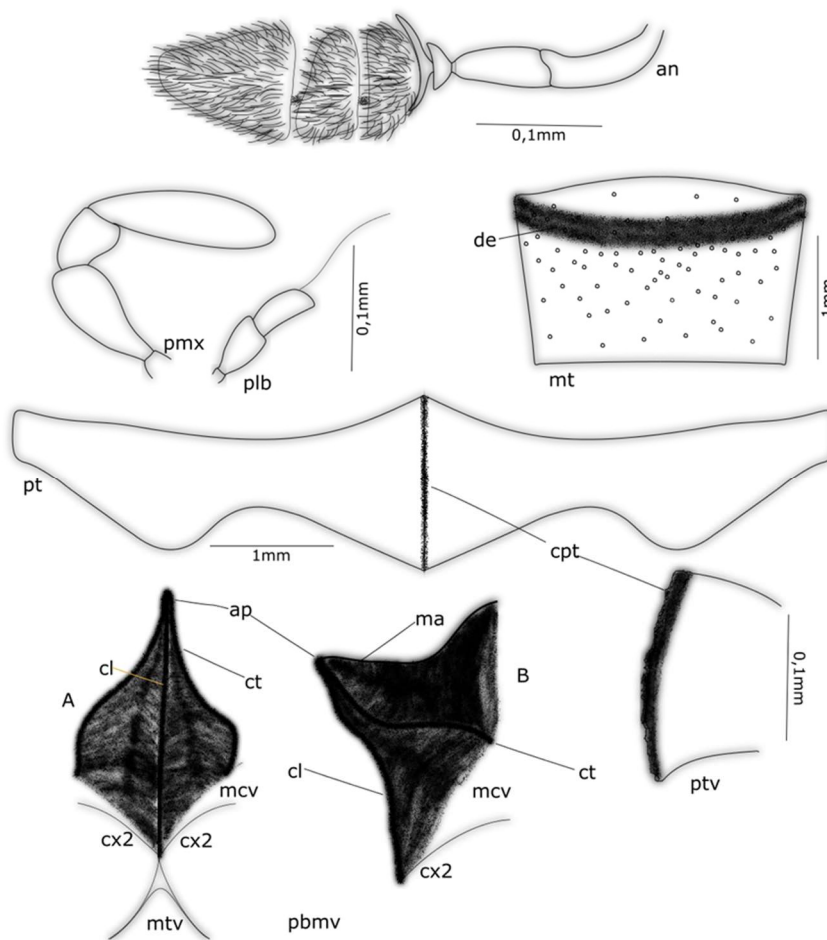 an
0,1mm
de
pmx
plb
0,1mm
mt
1mm
pt
1mm
cpt
ap
ma
cl
ct
A
B
0,1mm
cl
ct
mcv
mcv
ptv
cx2
cx2
cx2
mtv
pbmv